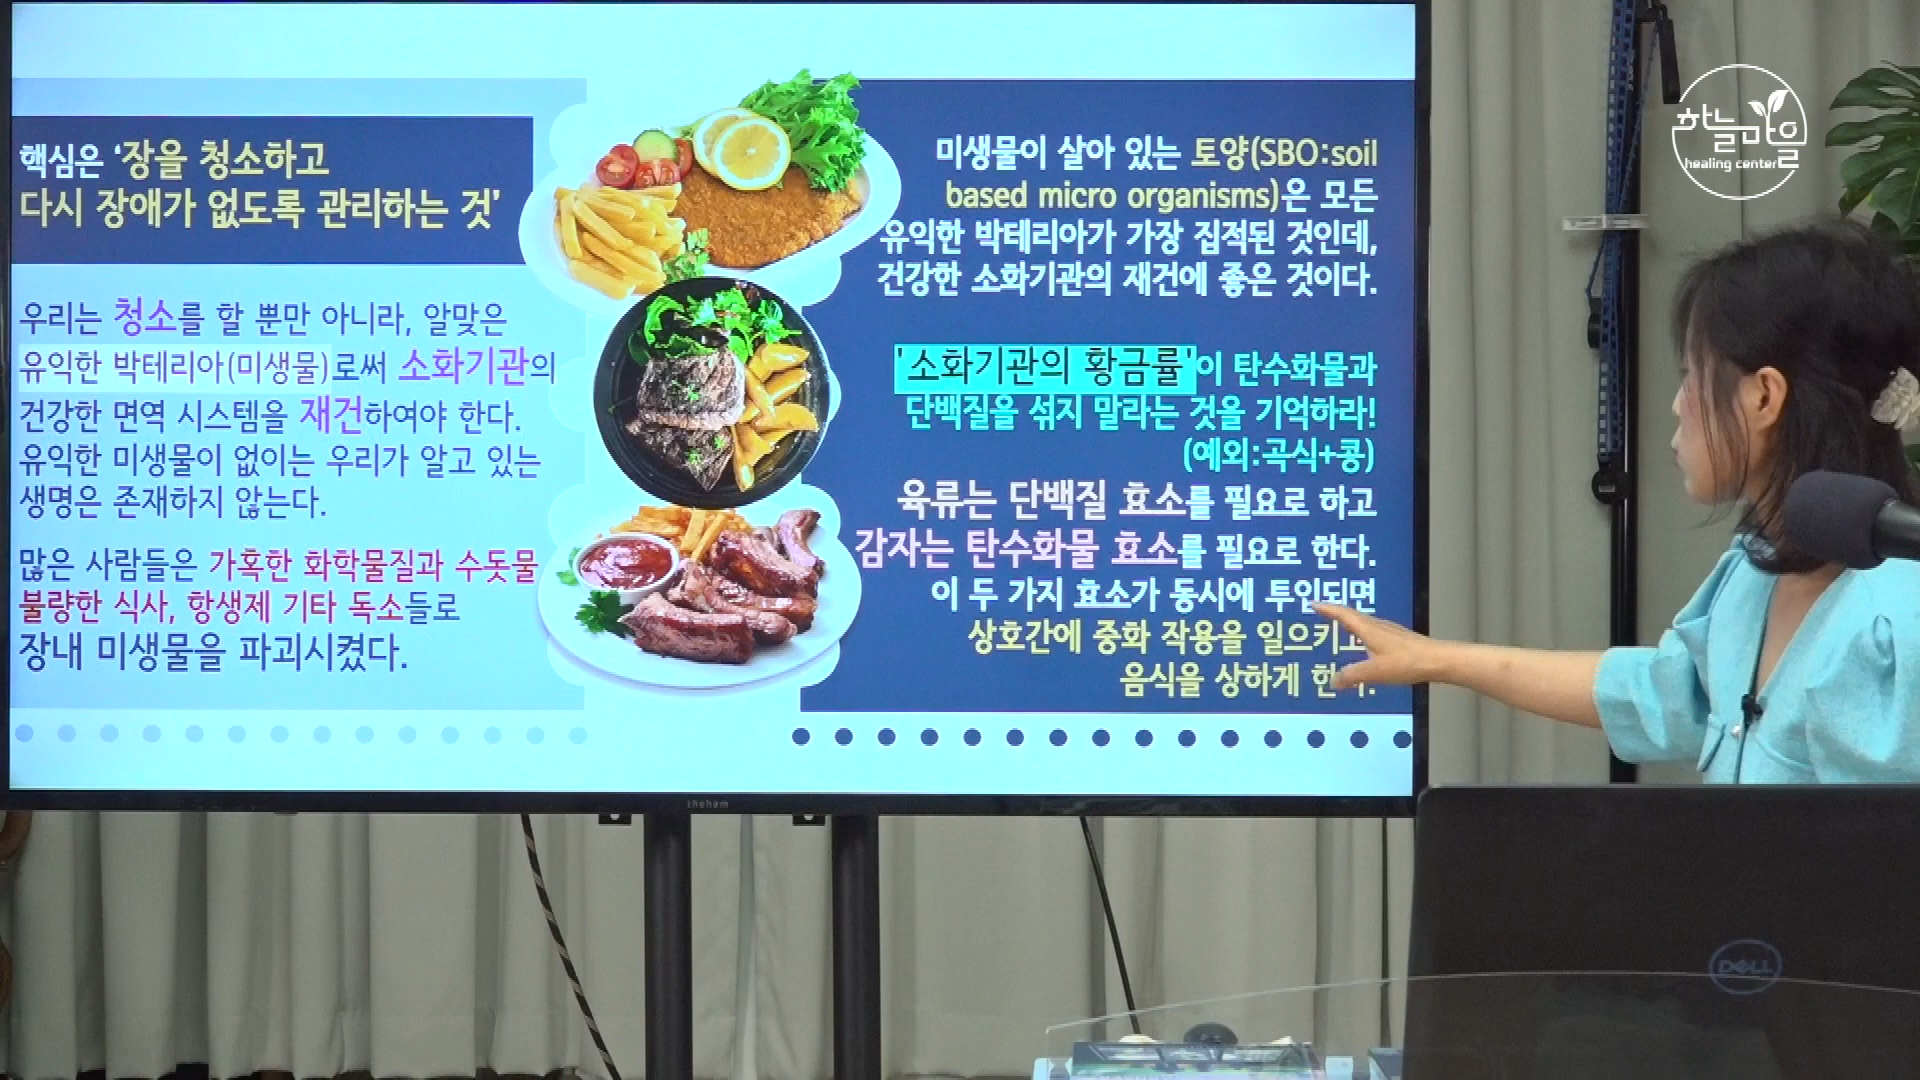 핵심은 '장을 청소하고
다시 장애가 없도록 관리하는 것'
우리는 청소를 할 뿐만 아니라, 알맞은
유익한 박테리아(미생물)로써 소화기관의
건강한 면역 시스템을 재건하여야 한다.
유익한 미생물이 없이는 우리가 알고 있는
생명은 존재하지 않는다.
많은 사람들은 가혹한 화학물질과 수돗물
불량한 식사, 항생제 기타 독소들로
장내 미생물을 파괴시켰다.
미생물이 살아 있는 토양(SBO:soil
based micro organisms)은 모든
유익한 박테리아가 가장 집적된 것인데,
건강한 소화기관의 재건에 좋은 것이다.
'소화기관의 황금률'이 탄수화물과
단백질을 섞지 말라는 것을 기억하라!
(예외:곡식+콩)
육류는 단백질 효소를 필요로 하고
감자는 탄수화물 효소를 필요로 한다.
이 두 가지 효소가 동시에 투입되면
상호간에 중화 작용을 일으키고
음식을 상하게
하늘마을
healing center
theham
DELL